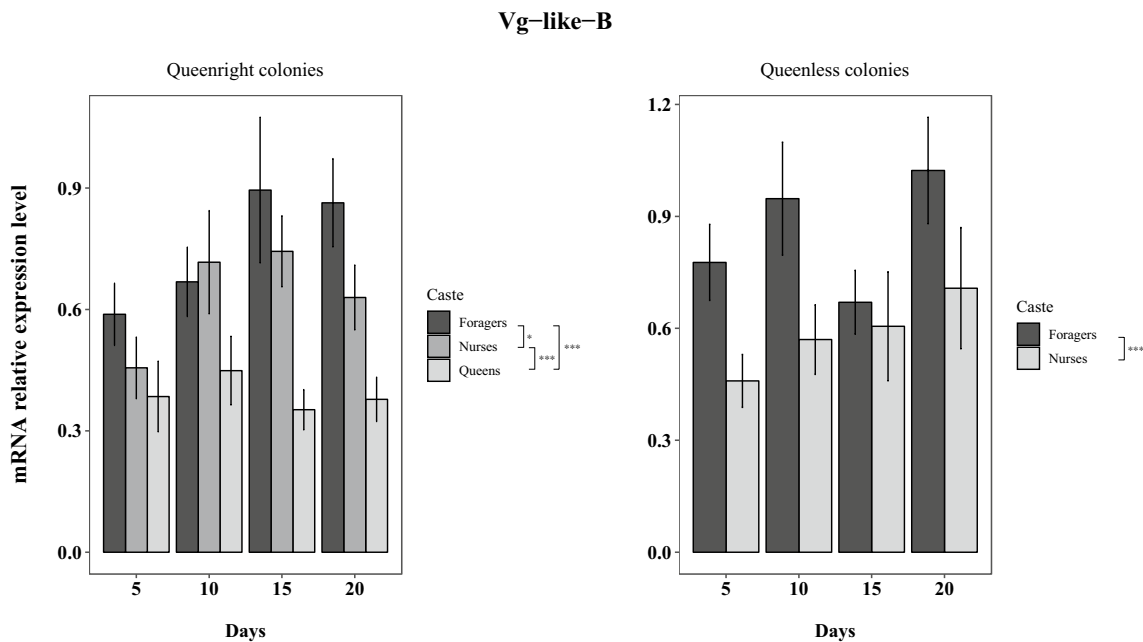 Vg−like−B
Queenright colonies
Queenless colonies
mRNA relative expression level
0.9
0.6
0.3
0.0
5 10 15 20
Days
Caste
Foragers
Nurses
Queens
*
***
***
1.2
0.9
0.6
0.3
0.0
5 10 15 20
Days
Caste
Foragers
Nurses
***